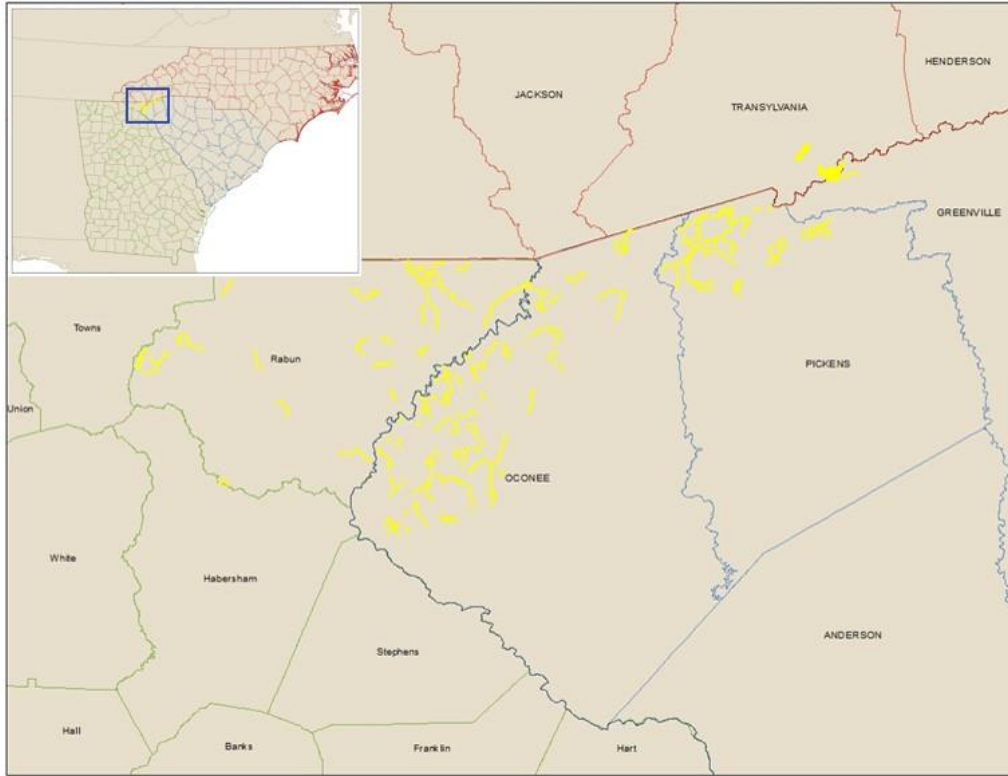 HENDERSON
JACKSON
TRANSYLVANIA
GREENVILLE
Towns
Rabun
PICKENS
Union
OCONEE
White
Habersham
ANDERSON
Stephens
Hall
Banks
Franklin
Hart